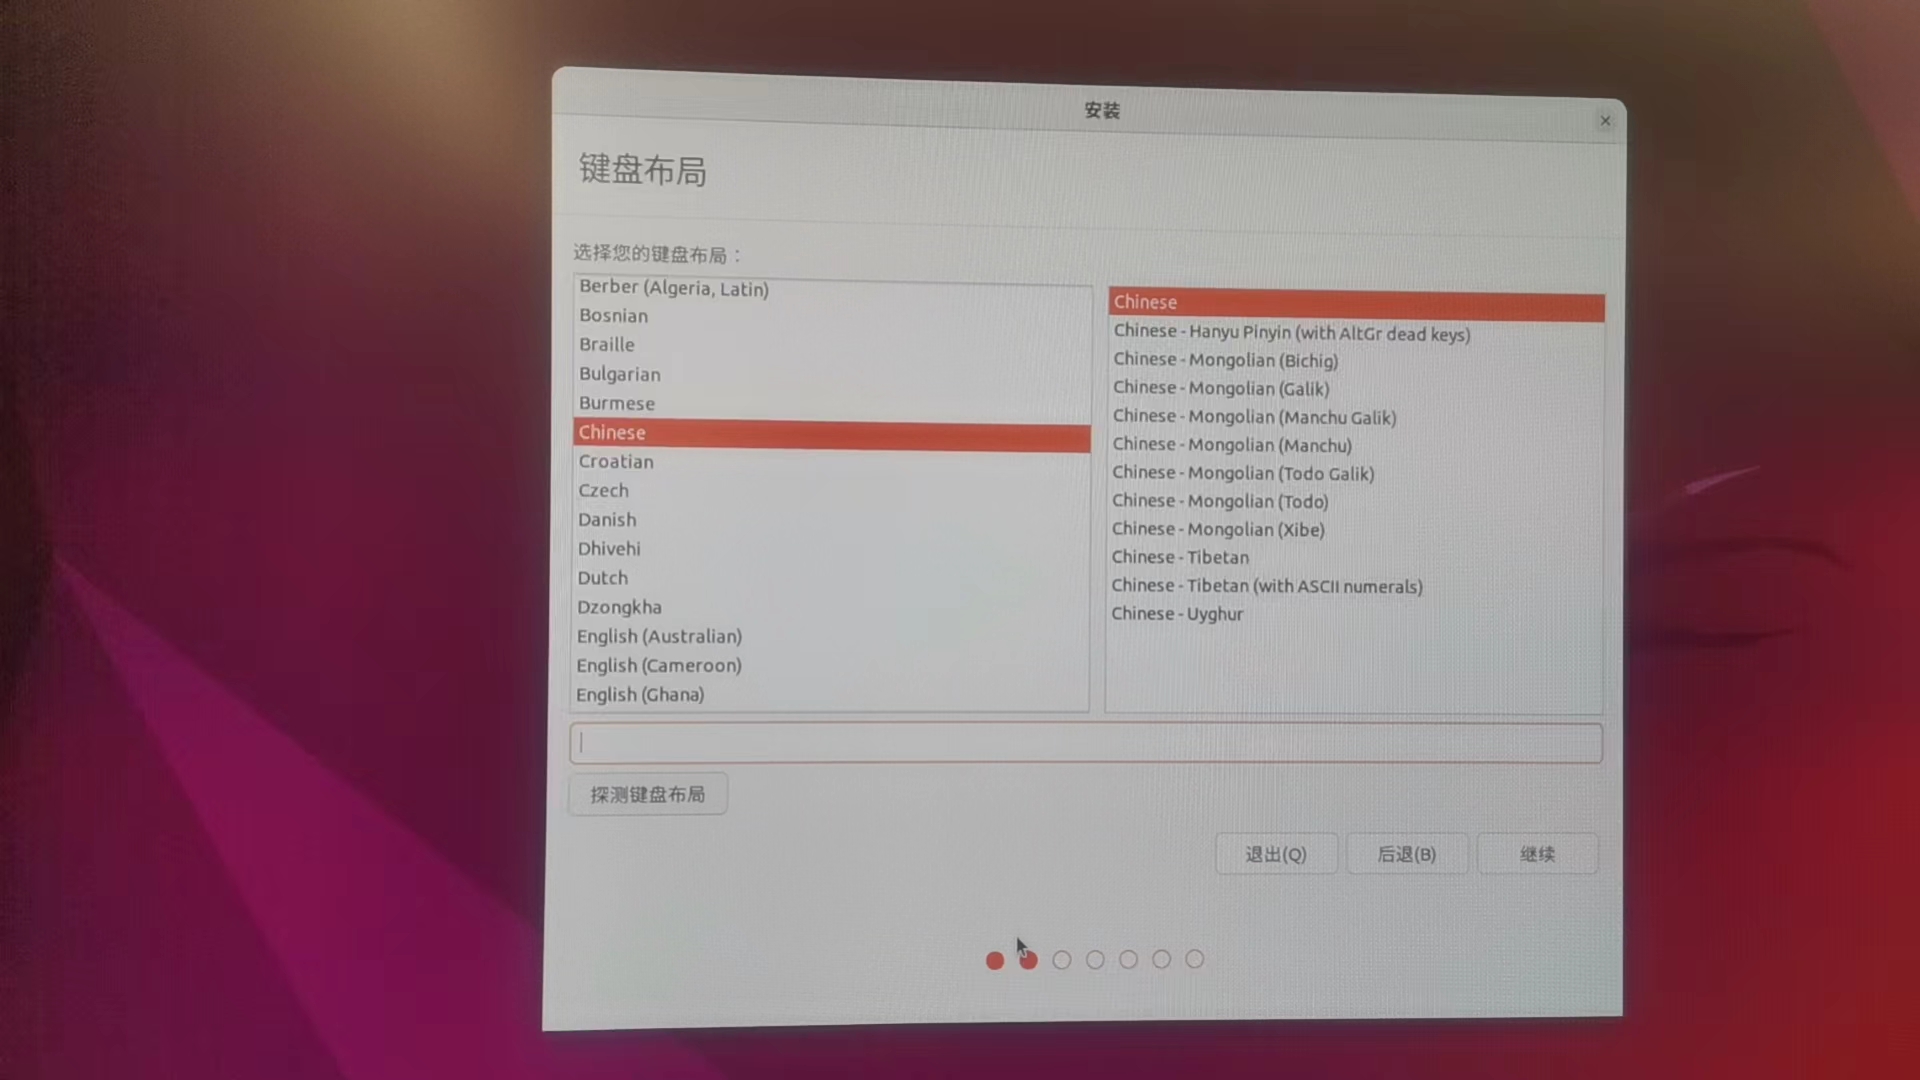 安装
×
键盘布局
选择您的键盘布局：
Berber (Algeria, Latin)
Bosnian
Braille
Bulgarian
Burmese
Chinese
Croatian
Czech
Danish
Dhivehi
Dutch
Dzongkha
English (Australian)
English (Cameroon)
English (Ghana)
Chinese
Chinese - Hanyu Pinyin (with AltGr dead keys)
Chinese - Mongolian (Bichig)
Chinese - Mongolian (Galik)
Chinese - Mongolian (Manchu Galik)
Chinese - Mongolian (Manchu)
Chinese - Mongolian (Todo Galik)
Chinese - Mongolian (Todo)
Chinese - Mongolian (Xibe)
Chinese - Tibetan
Chinese - Tibetan (with ASCII numerals)
Chinese - Uyghur
探测键盘布局
退出(Q)
后退(B)
继续